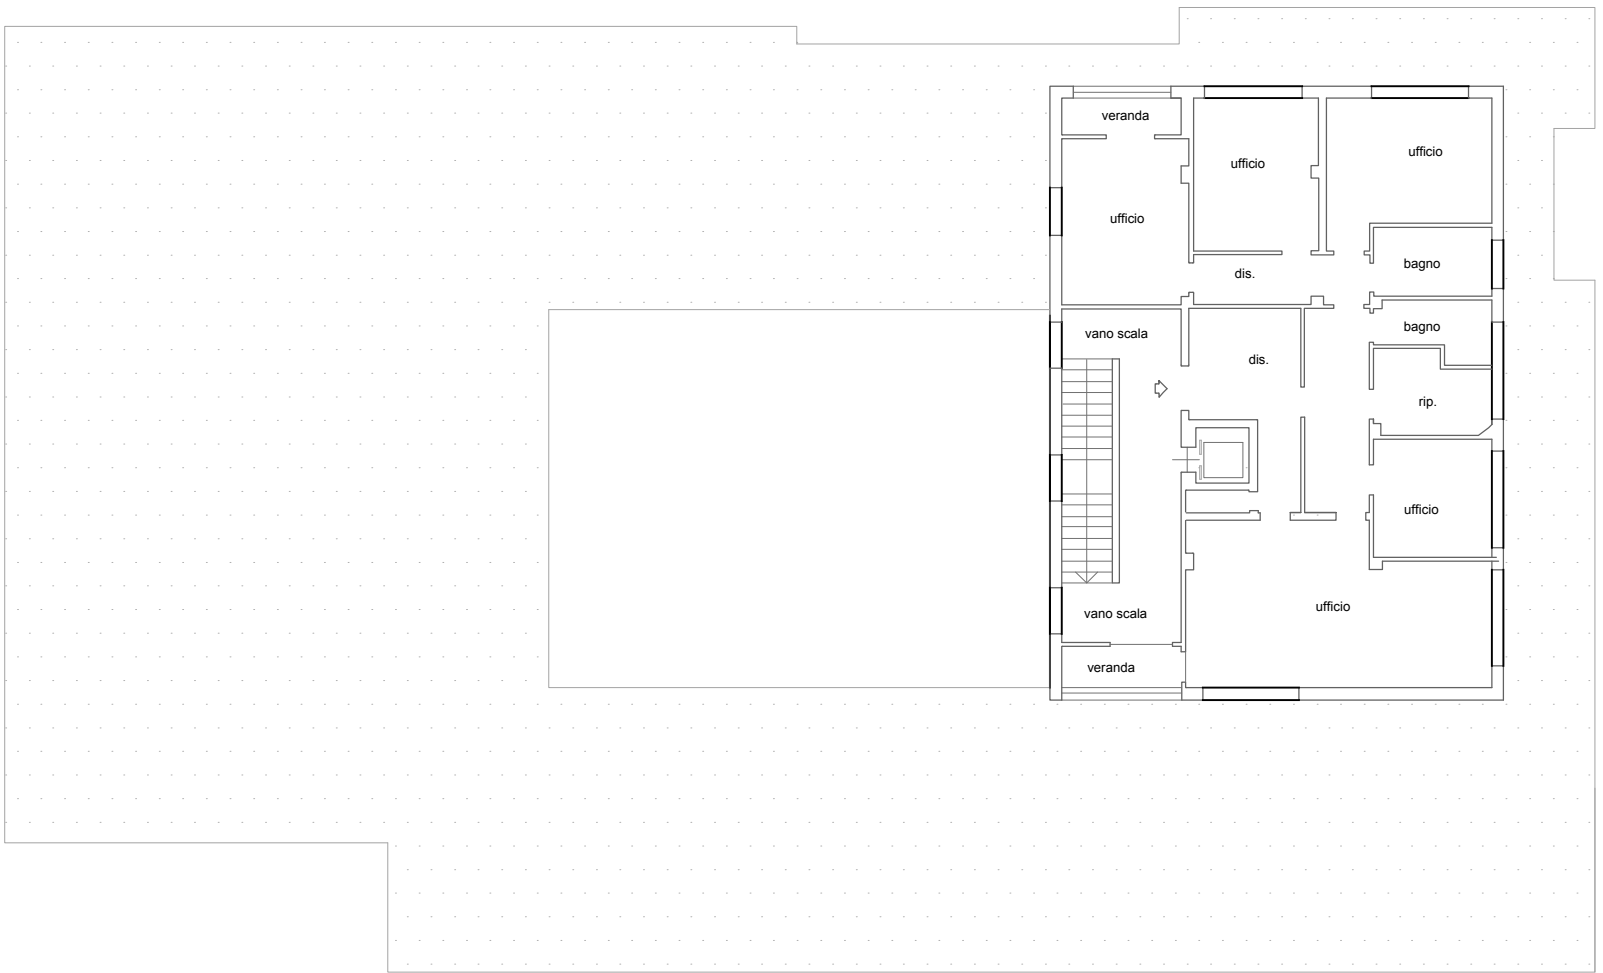 veranda
ufficio
ufficio
ufficio
dis.
bagno
vano scala
bagno
dis.
rip.
ufficio
ufficio
vano scala
veranda